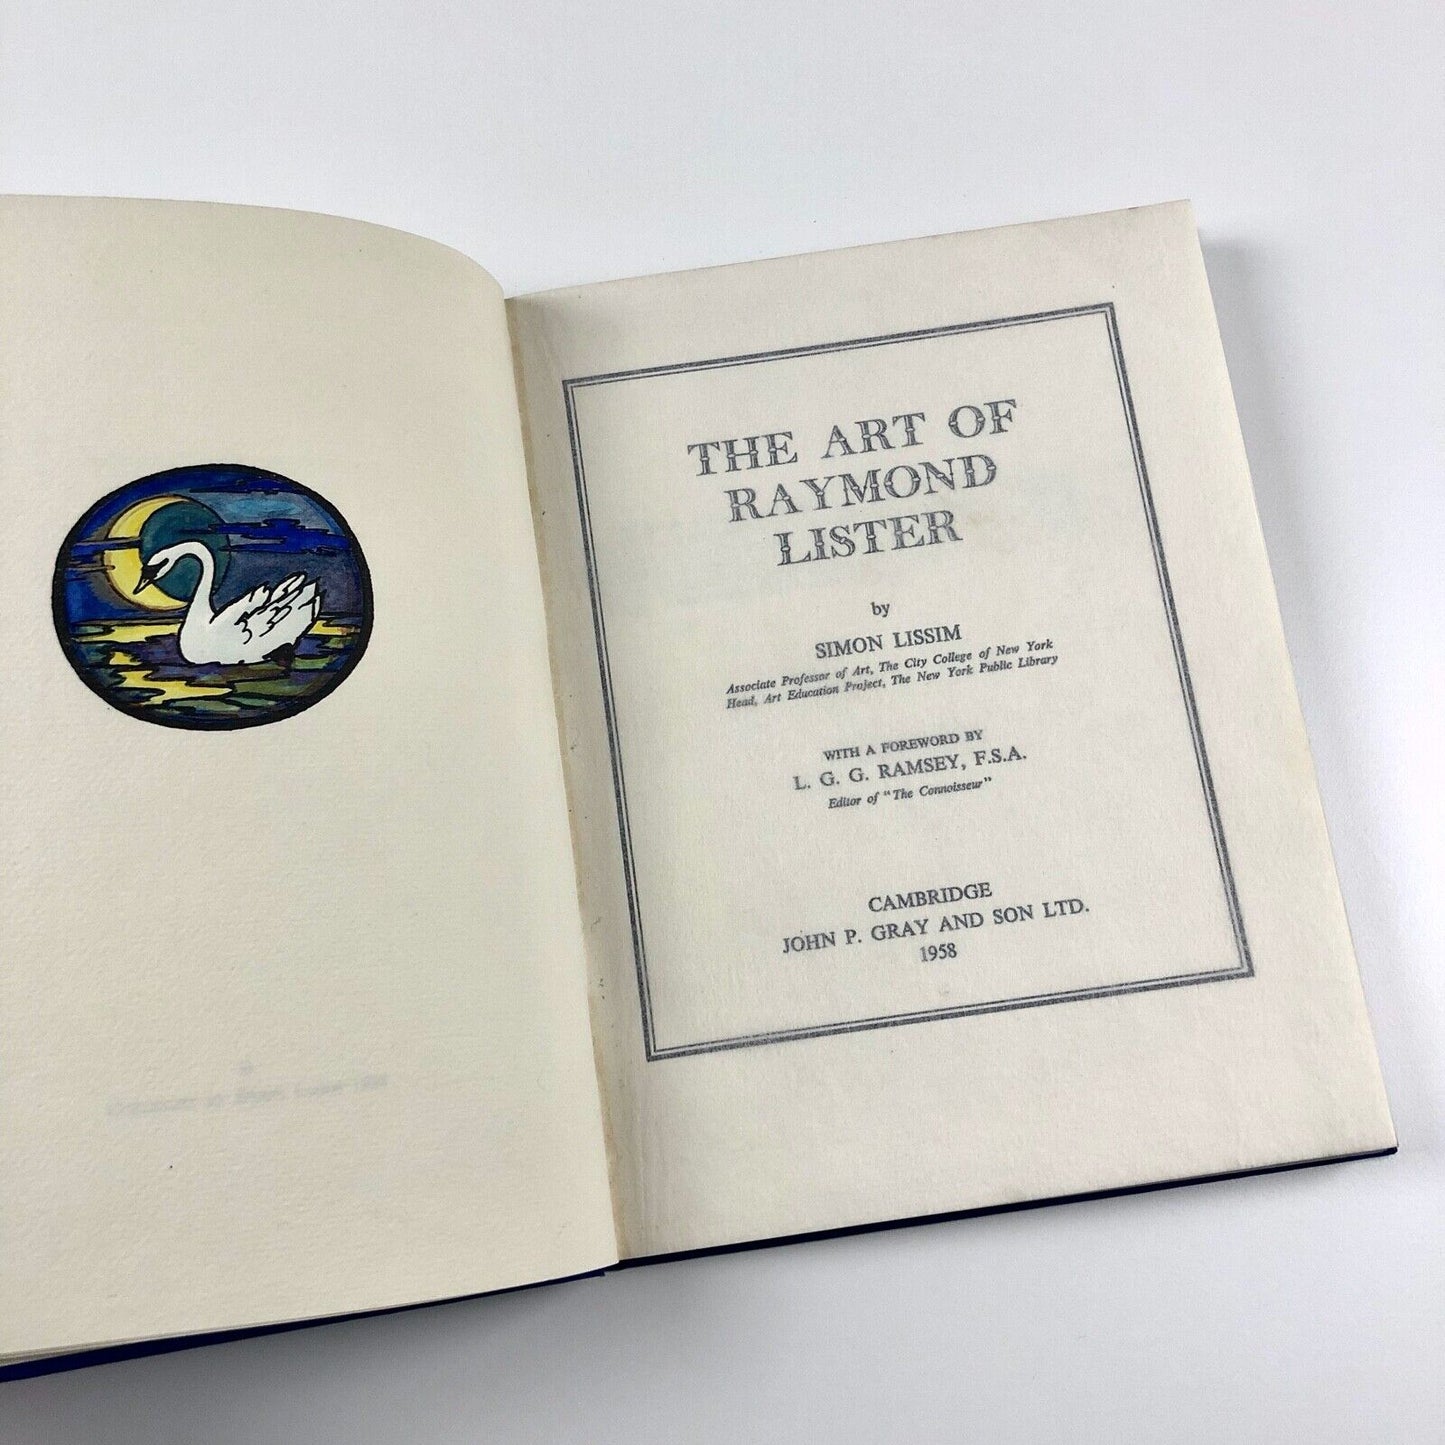 THE ART OF
RAYMOND
LISTER
by
SIMON LISSIM
Associate Professor of Art, The City College of New York
Head, Art Education Project, The New York Public Library
WITH A FOREWORD BY
L. G. G. RAMSEY, F.S.A.
Editor of "The Connoisseur"
CAMBRIDGE
JOHN P. GRAY AND SON LTD.
1958